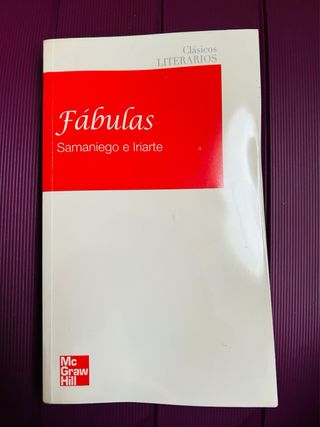 Clásicos
LITERARIOS
Fábulas
Samaniego e Iriarte
Mc
Graw
Hill